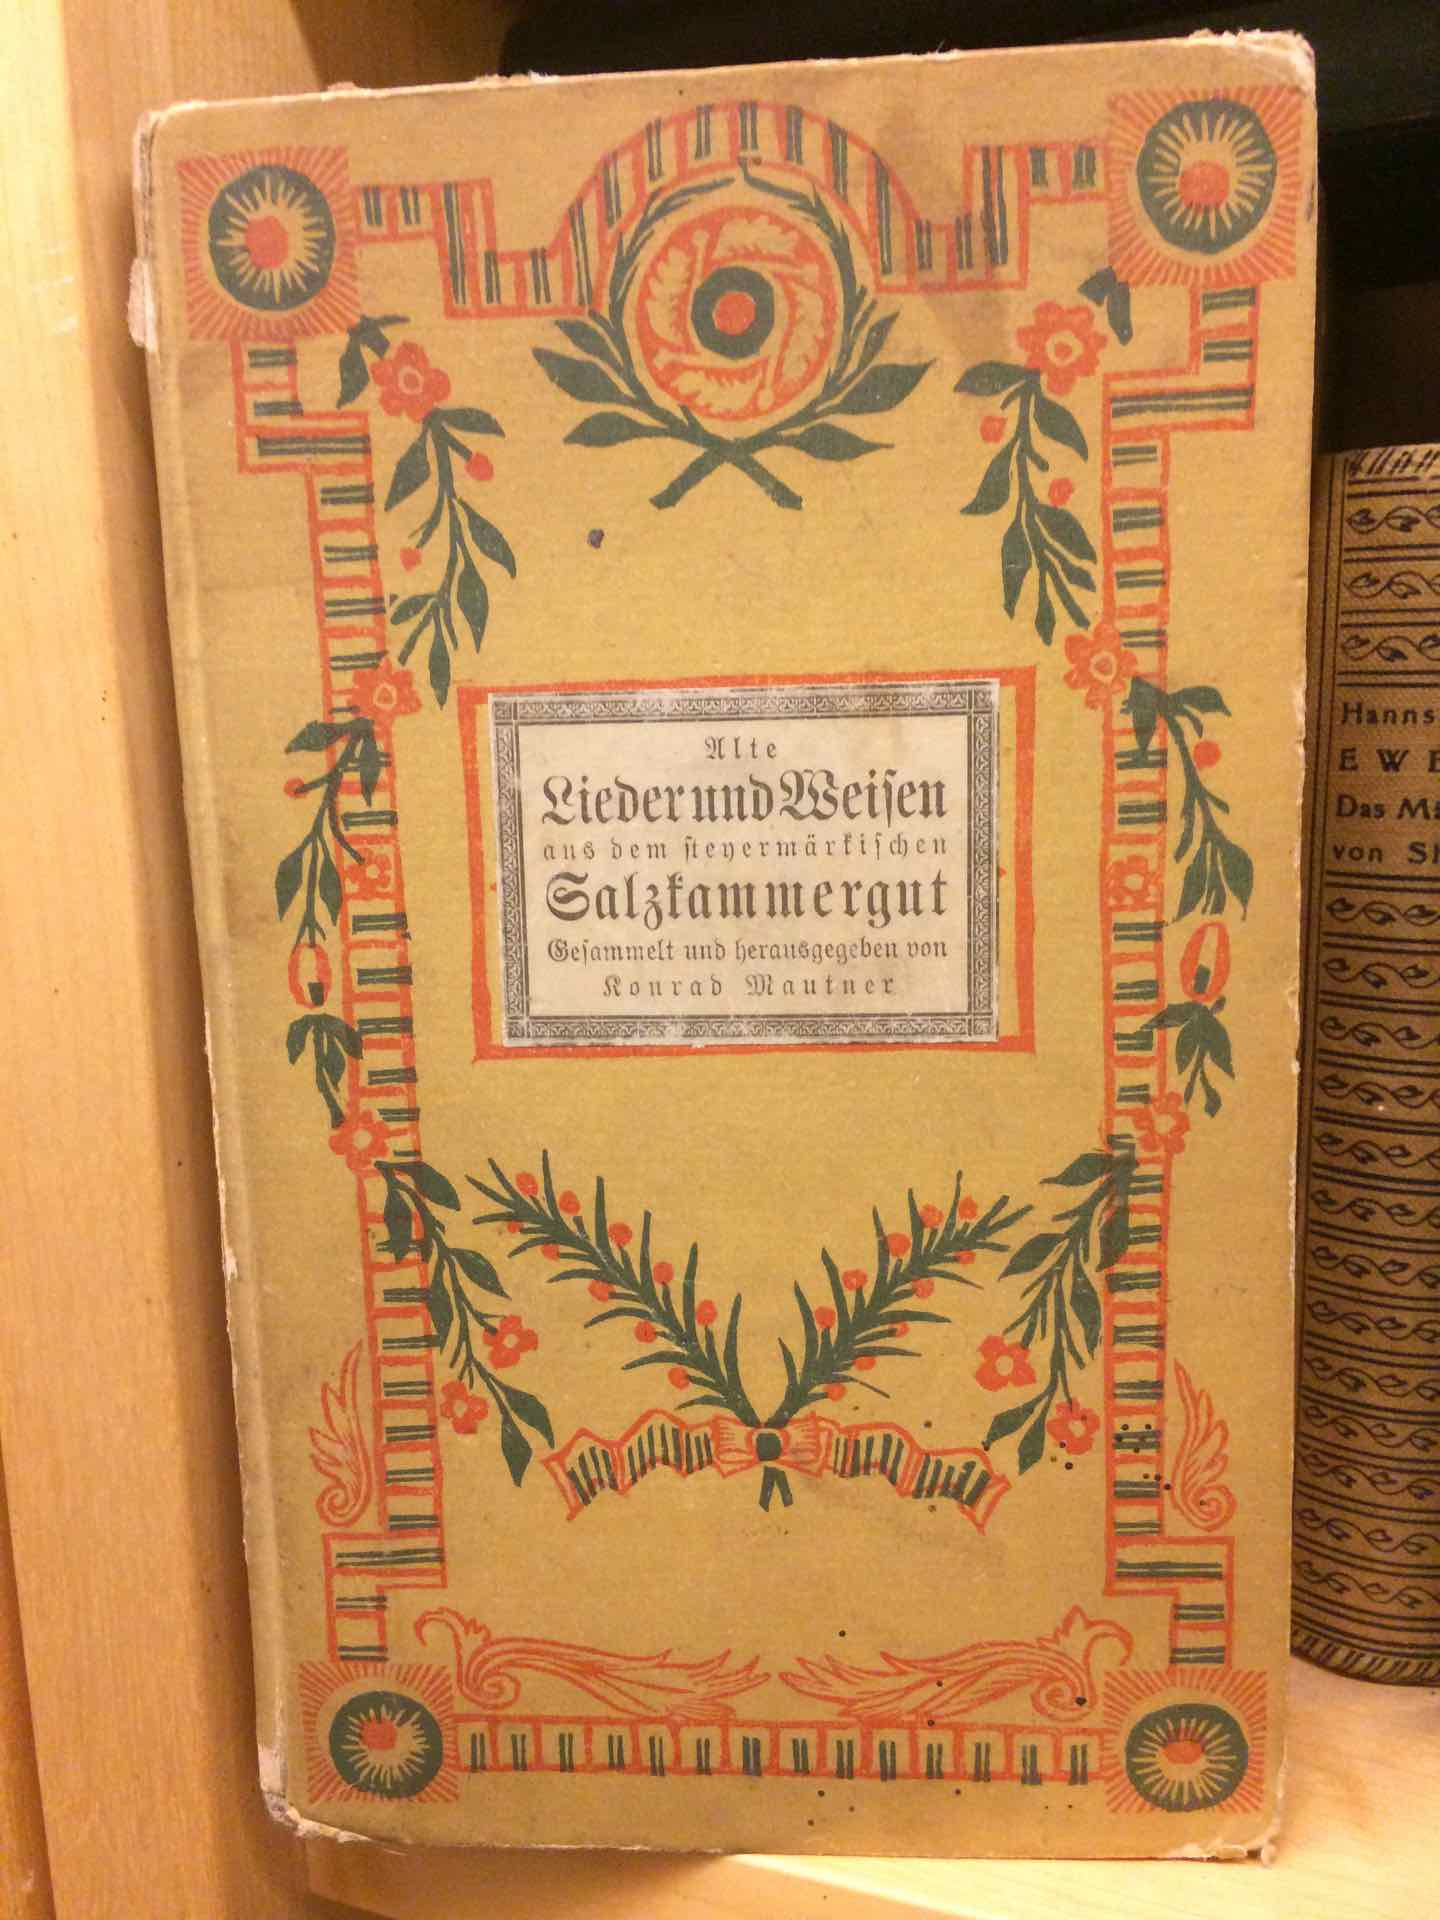 Alte
Lieder und Weiſen
aus dem ſteyermärkiſchen
Salzkammergut
Geſammelt und herausgegeben von
Konrad Mautner
Hanns
Das
von